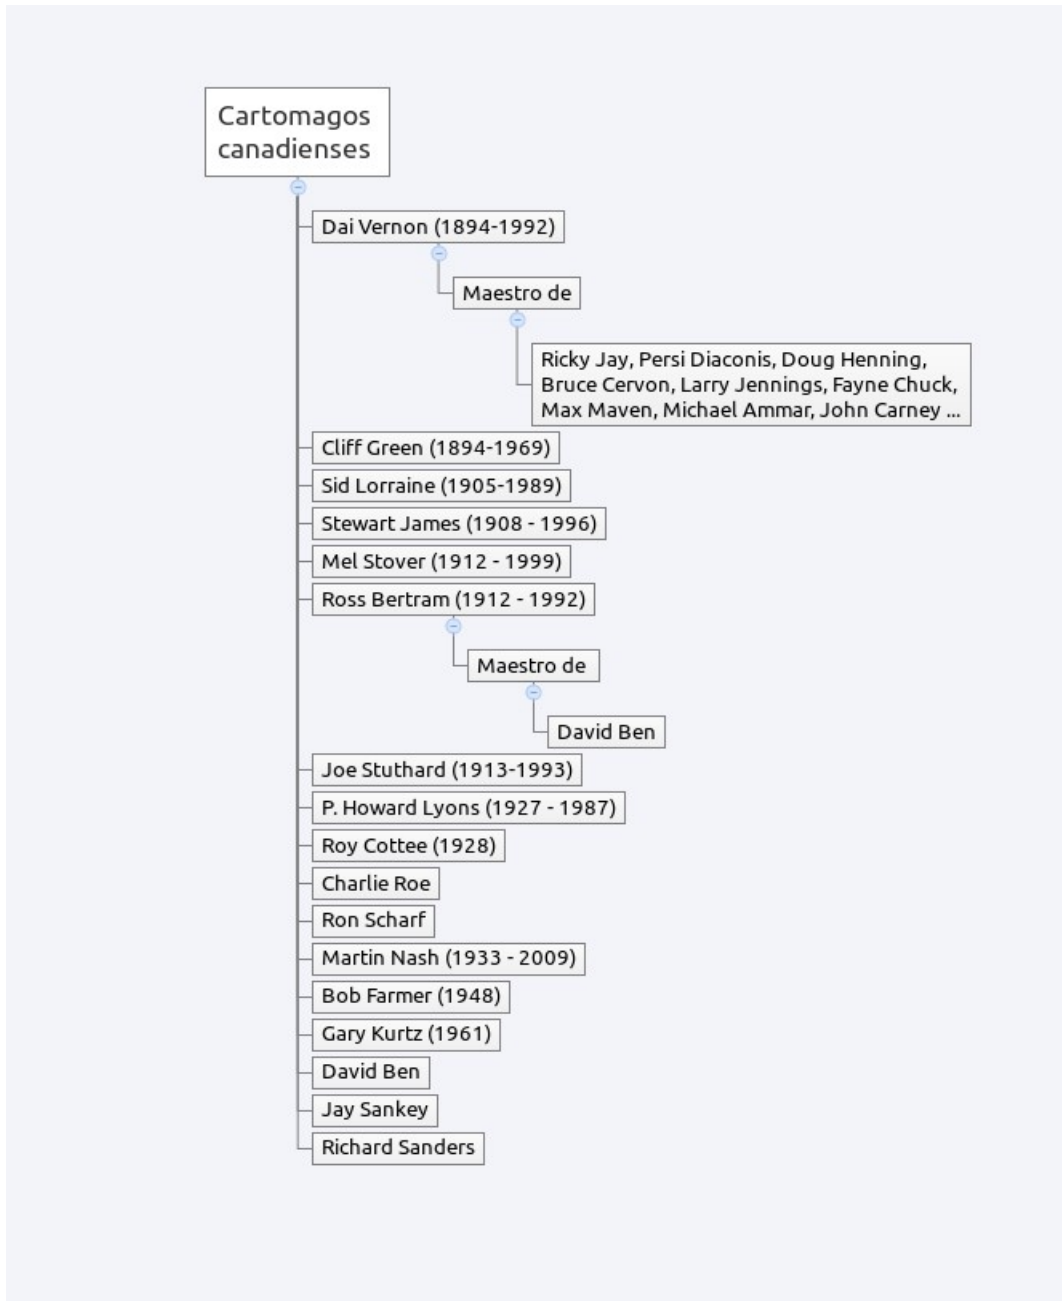 Cartomagos
canadienses
Dai Vernon (1894-1992)
Maestro de
Ricky Jay, Persi Diaconis, Doug Henning,
Bruce Cervon, Larry Jennings, Fayne Chuck,
Max Maven, Michael Ammar, John Carney ...
Cliff Green (1894-1969)
Sid Lorraine (1905-1989)
Stewart James (1908 - 1996)
Mel Stover (1912 - 1999)
Ross Bertram (1912 - 1992)
Maestro de
David Ben
Joe Stuthard (1913-1993)
P. Howard Lyons (1927 - 1987)
Roy Cottee (1928)
Charlie Roe
Ron Scharf
Martin Nash (1933 - 2009)
Bob Farmer (1948)
Gary Kurtz (1961)
David Ben
Jay Sankey
Richard Sanders